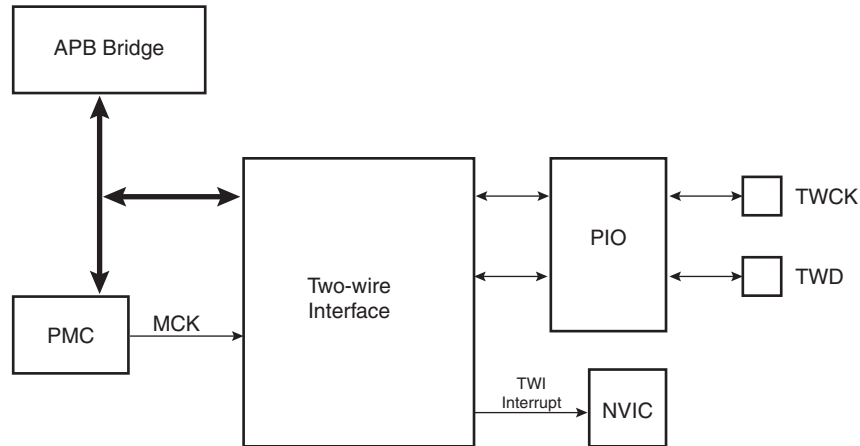 APB Bridge
TWCK
PIO
Two-wire
Interface
TWD
MCK
PMC
TWI
Interrupt
NVIC